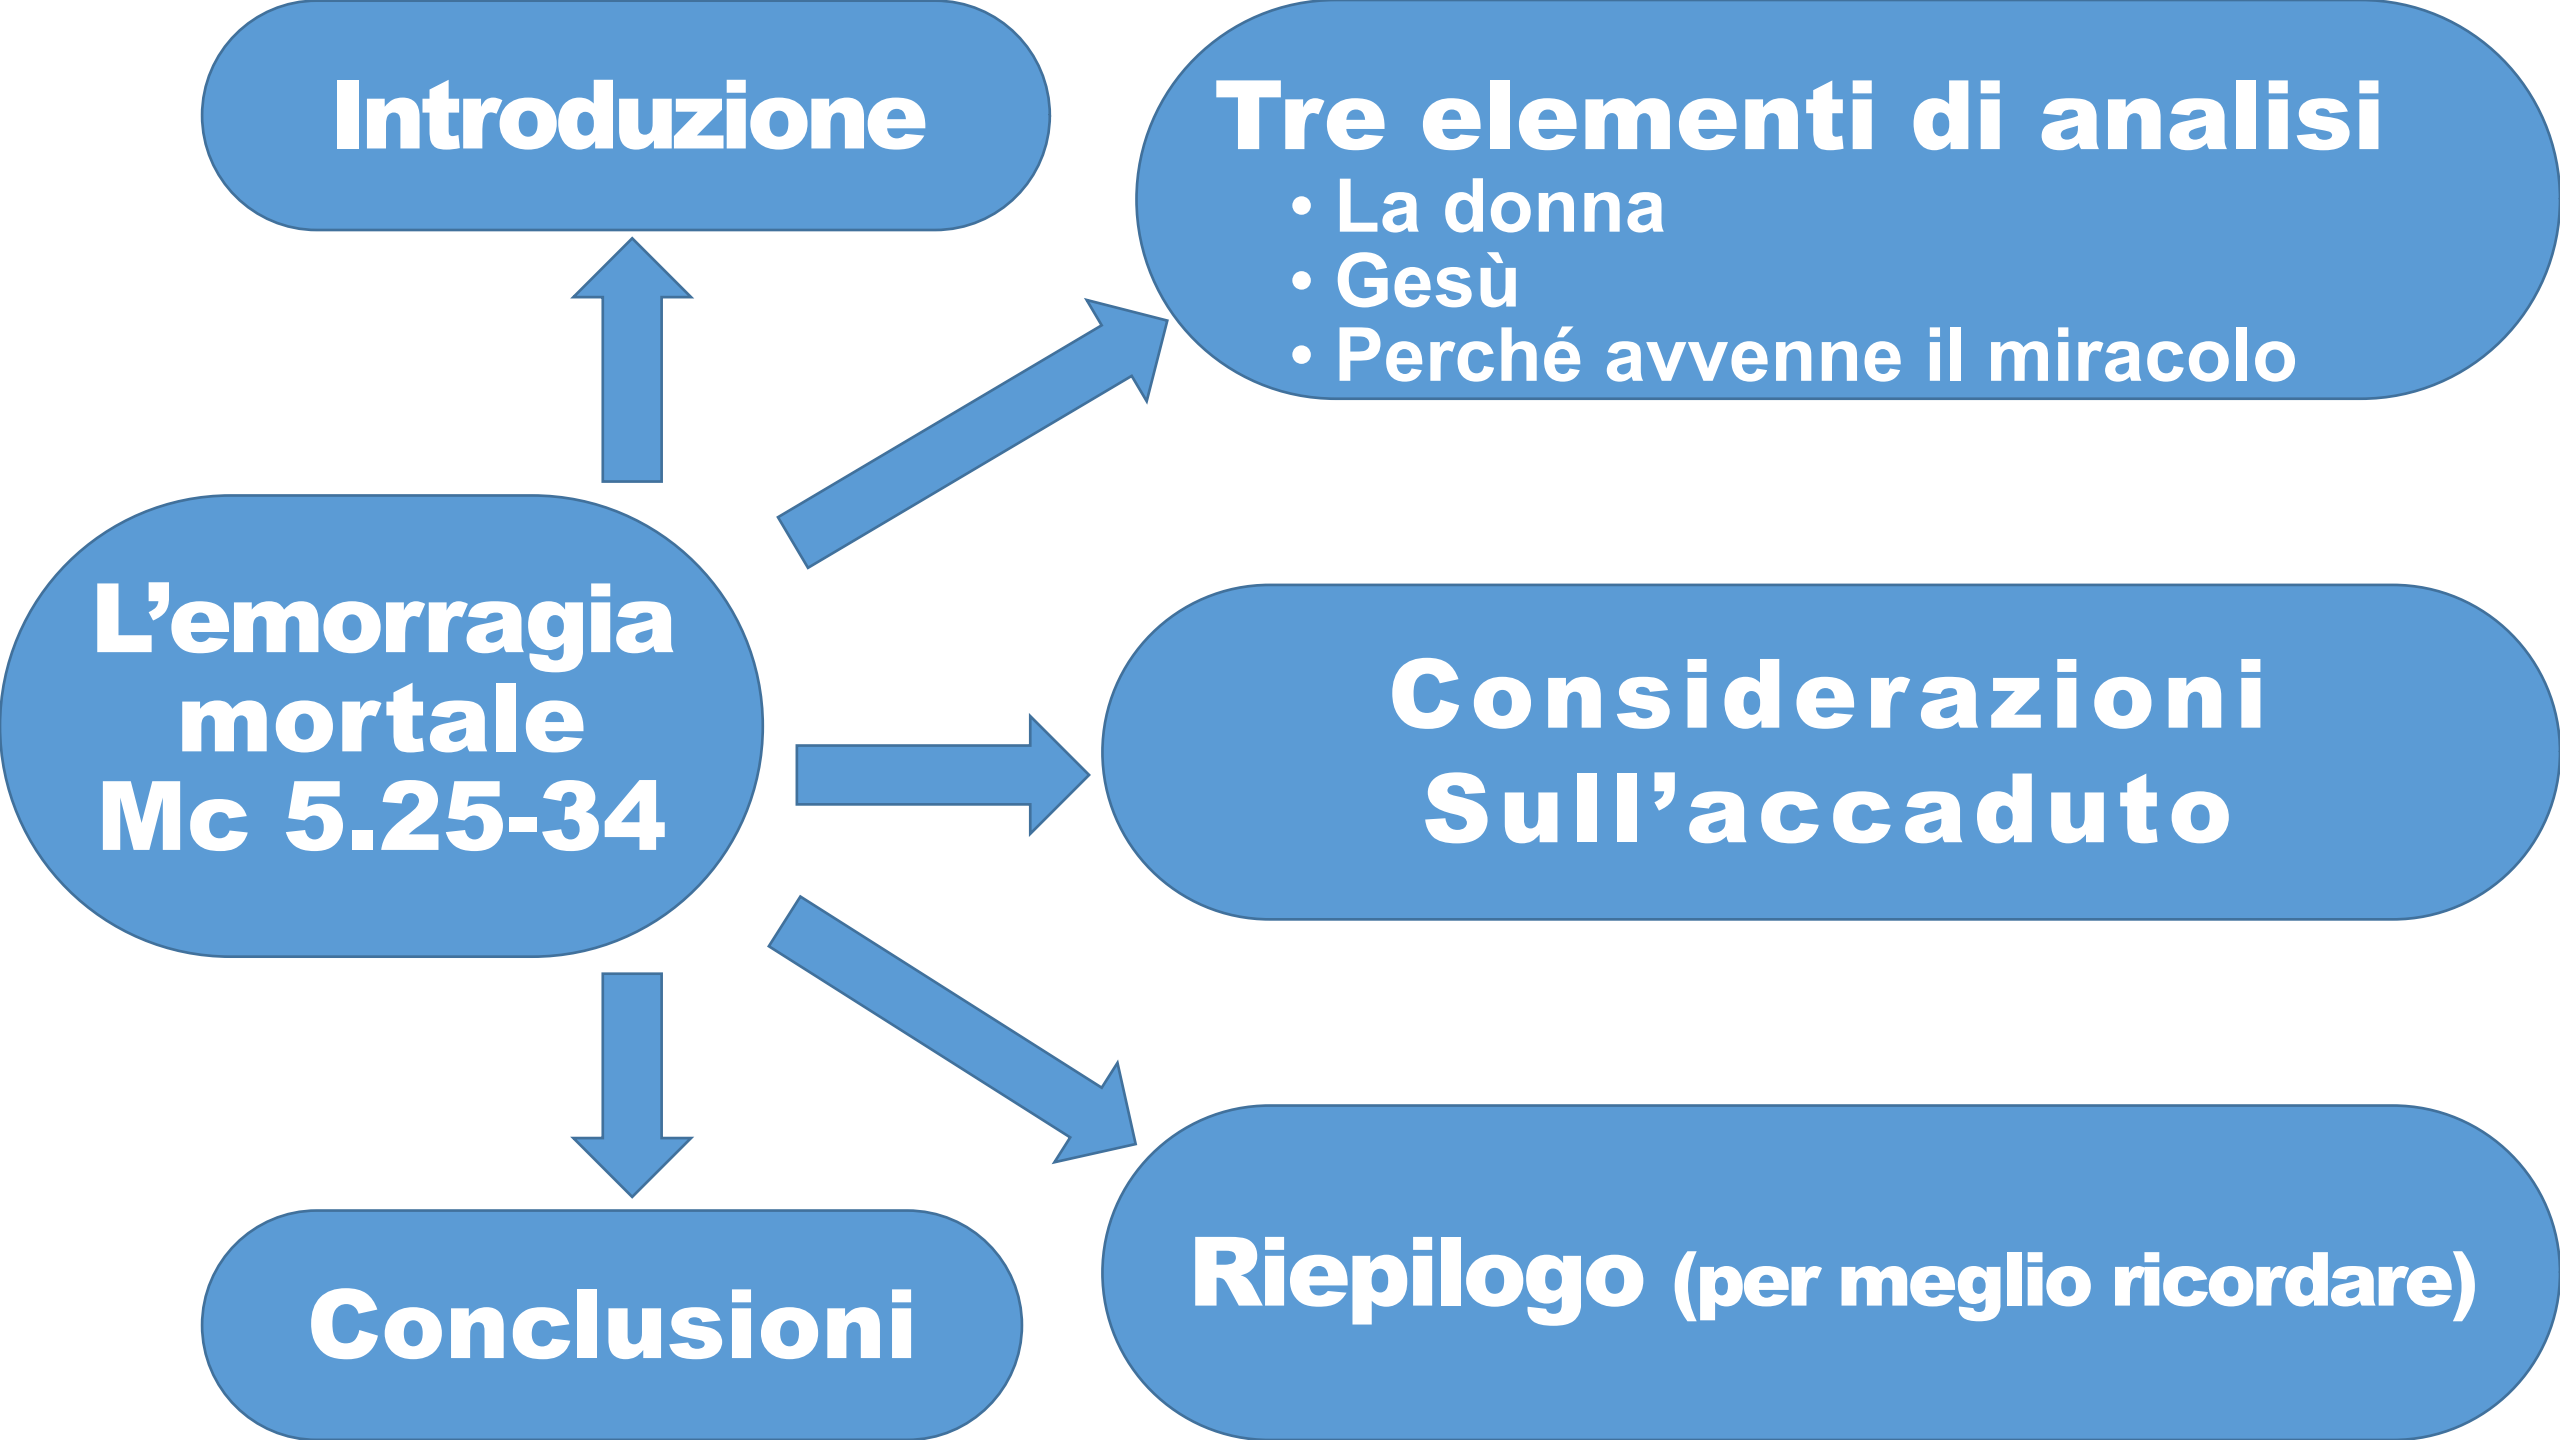 Introduzione
Tre elementi di analisi
• La donna
• Gesù
• Perché avvenne il miracolo
L’emorragia
mortale
Mc 5.25-34
Considerazioni
Sull’accaduto
Riepilogo (per meglio ricordare)
Conclusioni